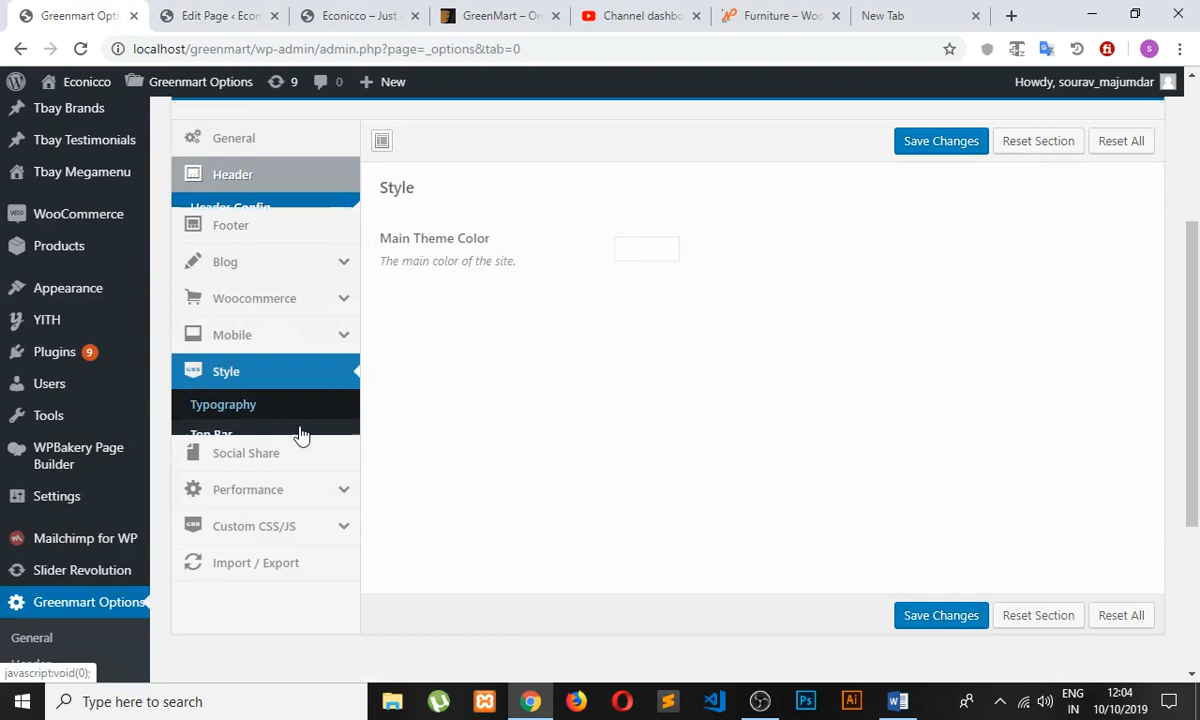 Greenmart Opti
Edit Page ‹ Econ
Econicco – Just a
GreenMart – Or
Channel dashbo
Furniture – Woo
New Tab
localhost/greenmart/wp-admin/admin.php?page=_options&tab=0
S
Econicco
Greenmart Options
9
0
New
Howdy, sourav_majumdar
Tbay Brands
Tbay Testimonials
Tbay Megamenu
WooCommerce
Products
Appearance
YITH
Plugins 9
Users
Tools
WPBakery Page
Builder
Settings
Mailchimp for WP
Slider Revolution
Greenmart Options
General
Header
javascript:void(0);
General
Header
Header Config
Footer
Blog
Woocommerce
Mobile
Style
Typography
Top Bar
Social Share
Performance
Custom CSS/JS
Import / Export
Save Changes
Reset Section
Reset All
Style
Main Theme Color
The main color of the site.
Save Changes
Reset Section
Reset All
Type here to search
ENG
IN
12:04
10/10/2019